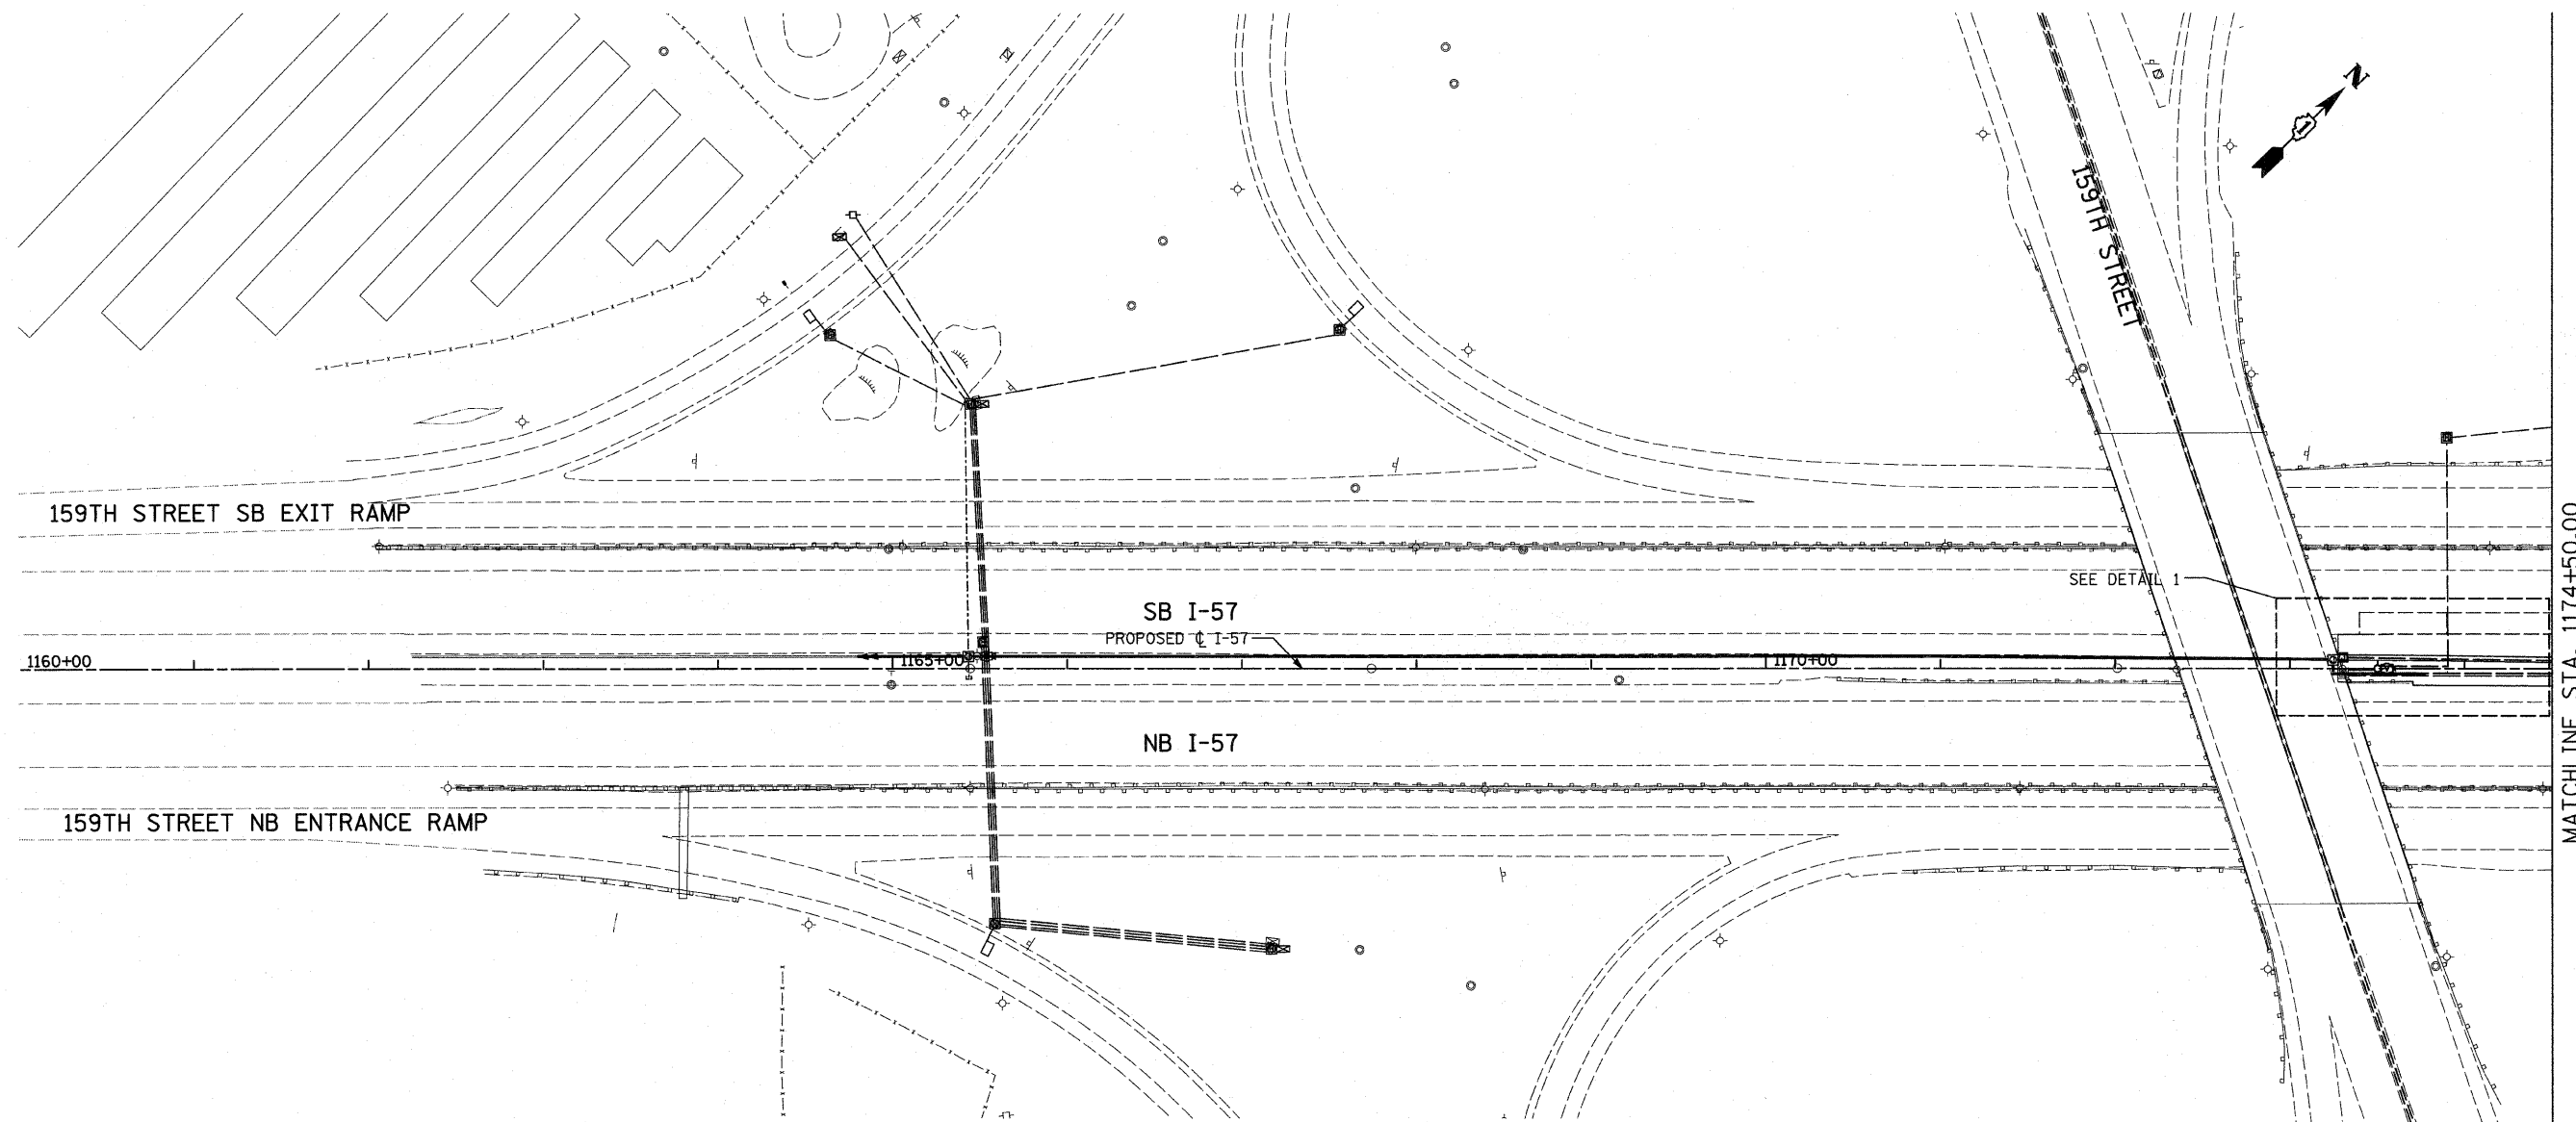 N
1
159TH STREET
159TH STREET SB EXIT RAMP
SEE DETAIL 1
SB I-57
PROPOSED ℄ I-57
1160+00
1165+00
1170+00
NB I-57
159TH STREET NB ENTRANCE RAMP
MATCHLINE STA. 1174+50.00